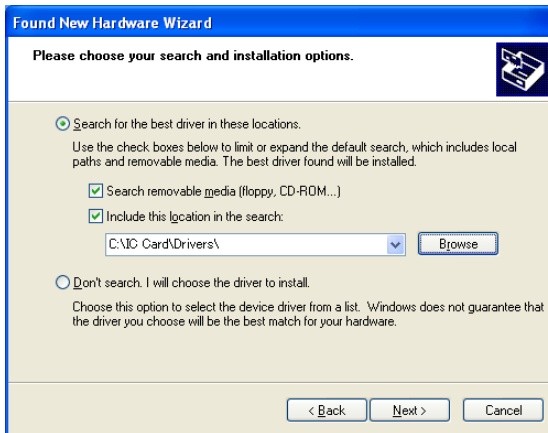 Found New Hardware Wizard
Please choose your search and installation options.
Search for the best driver in these locations.
Use the check boxes below to limit or expand the default search, which includes local
paths and removable media. The best driver found will be installed.
Search removable media (floppy, CD-ROM...)
Include this location in the search:
C:\IC Card\Drivers\
Browse
Don't search. I will choose the driver to install.
Choose this option to select the device driver from a list. Windows does not guarantee that
the driver you choose will be the best match for your hardware.
< Back
Next >
Cancel